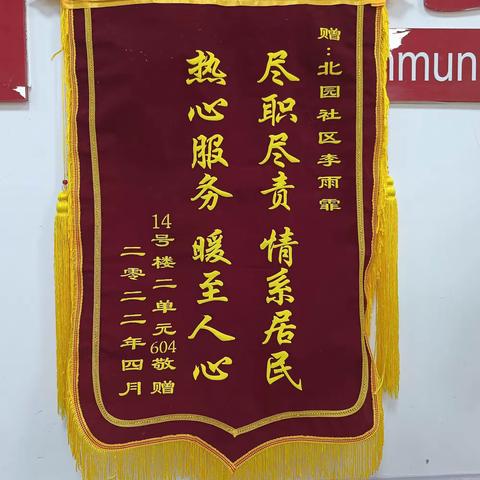 赠：北园社区李雨霏
尽职尽责 情系居民
热心服务 暖至人心
14号楼二单元604敬赠
二零二二年四月
mmun